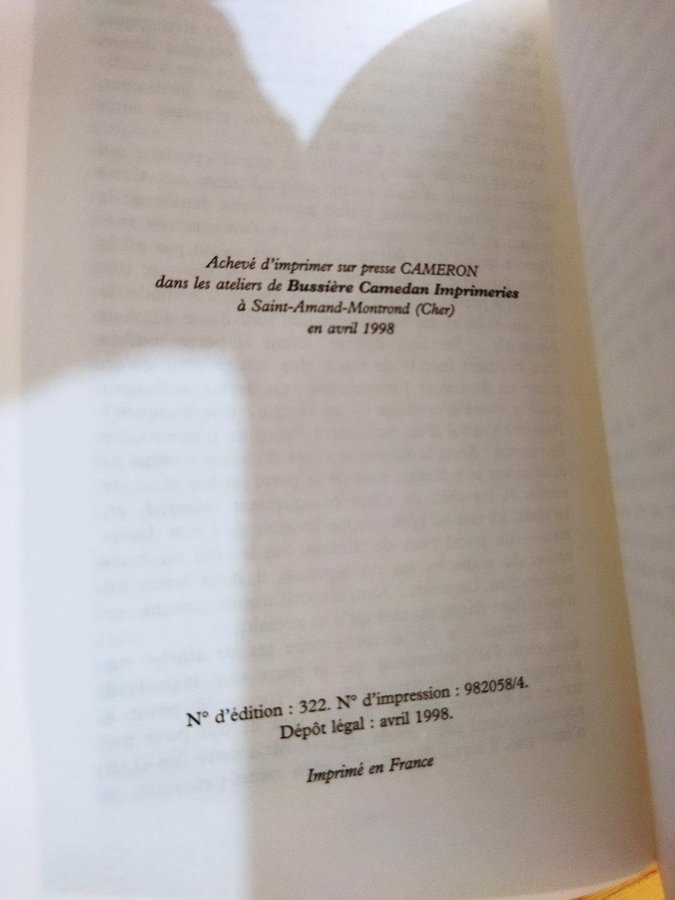 Achevé d'imprimer sur presse CAMERON
dans les ateliers de Bussière Camedan Imprimeries
à Saint-Amand-Montrond (Cher)
en avril 1998
N° d'édition : 322. N° d'impression : 982058/4.
Dépôt légal : avril 1998.
Imprimé en France